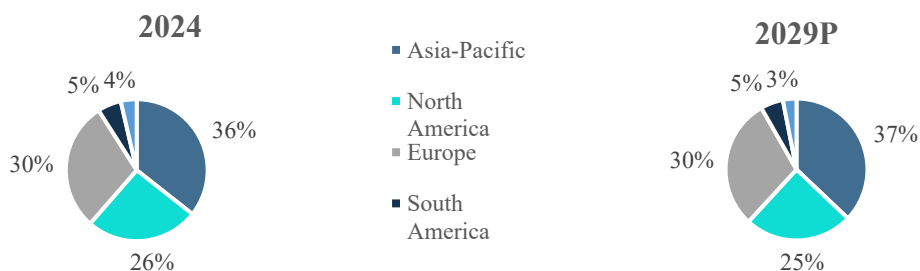 2024
5%
4%
36%
30%
26%
Asia-Pacific
North
America
Europe
South
America
2029P
5%
3%
37%
30%
25%